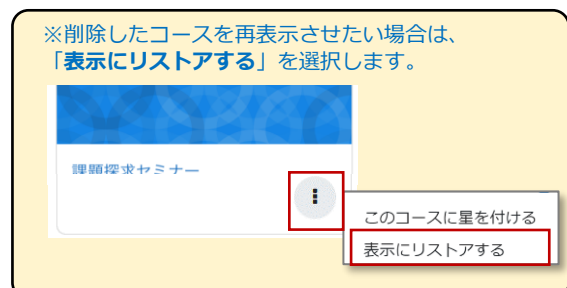 ※削除したコースを再表示させたい場合は、
「表示にリストアする」を選択します。
課題探求セミナー
このコースに星を付ける
表示にリストアする